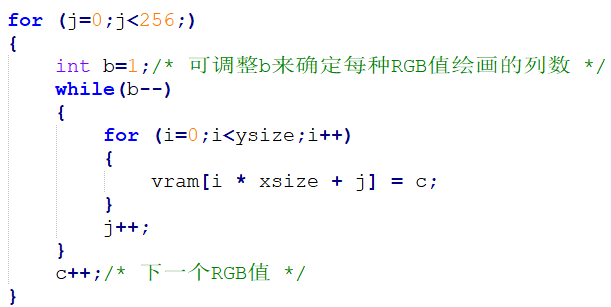 for (j=0;j<256;)
{
    int b=1;/* 可调整b来确定每种RGB值绘画的列数 */
    while(b--)
    {
        for (i=0;i<ysize;i++)
        {
            vram[i * xsize + j] = c;
        }
        j++;
    }
    c++;/* 下一个RGB值 */
}